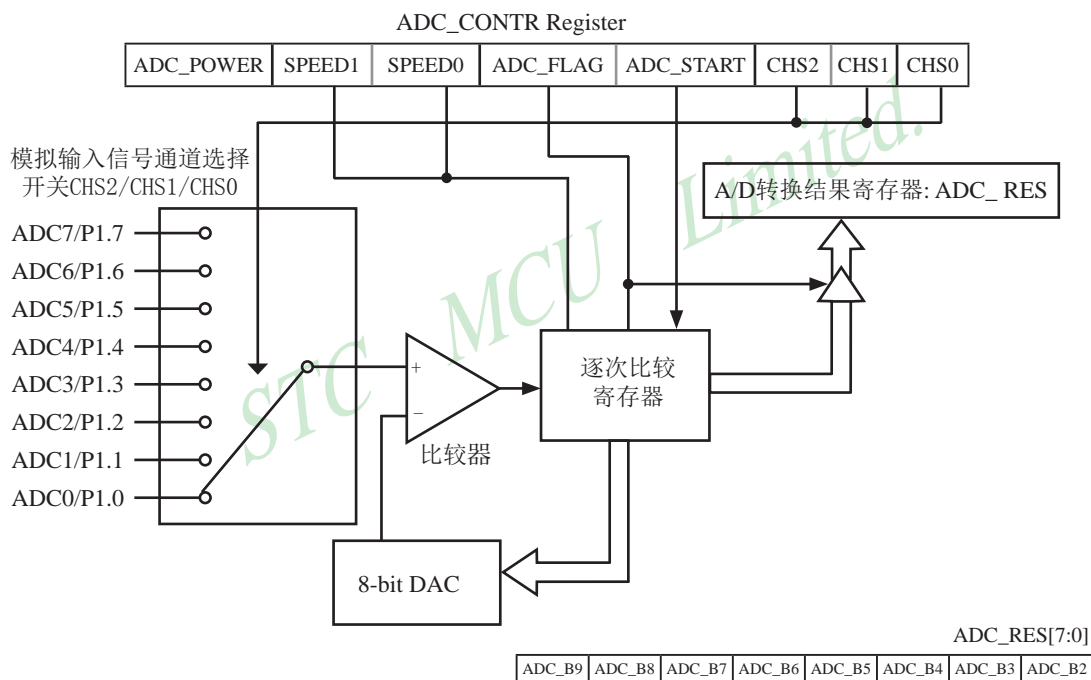 ADC_CONTR Register
ADC_POWER SPEED1 SPEED0 ADC_FLAG ADC_START CHS2 CHS1 CHS0
模拟输入信号通道选择
开关CHS2/CHS1/CHS0
A/D转换结果寄存器: ADC_ RES
ADC7/P1.7
ADC6/P1.6
ADC5/P1.5
ADC4/P1.4
ADC3/P1.3
ADC2/P1.2
ADC1/P1.1
ADC0/P1.0
+
−
比较器
逐次比较
寄存器
8-bit DAC
STC MCU Limited.
ADC_RES[7:0]
ADC_B9 ADC_B8 ADC_B7 ADC_B6 ADC_B5 ADC_B4 ADC_B3 ADC_B2